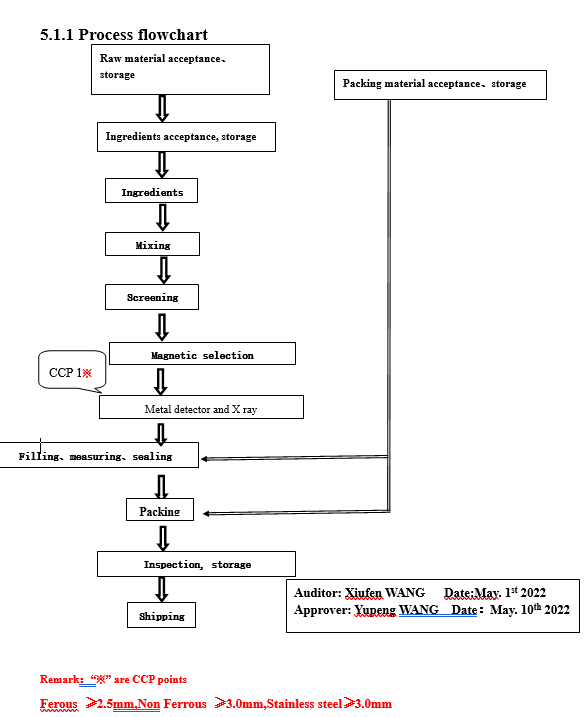 5.1.1 Process flowchart
Raw material acceptance、
storage
Packing material acceptance、storage
Ingredients acceptance, storage
Ingredients
Mixing
Screening
Magnetic selection
CCP 1※
Metal detector and X ray
Filling、measuring、sealing
Packing
Inspection, storage
Shipping
Auditor: Xiufen WANG Date:May. 1st 2022
Approver: Yupeng WANG Date：May. 10th 2022
Remark: “※” are CCP points
Ferous ≥2.5mm,Non Ferrous ≥3.0mm,Stainless steel≥3.0mm